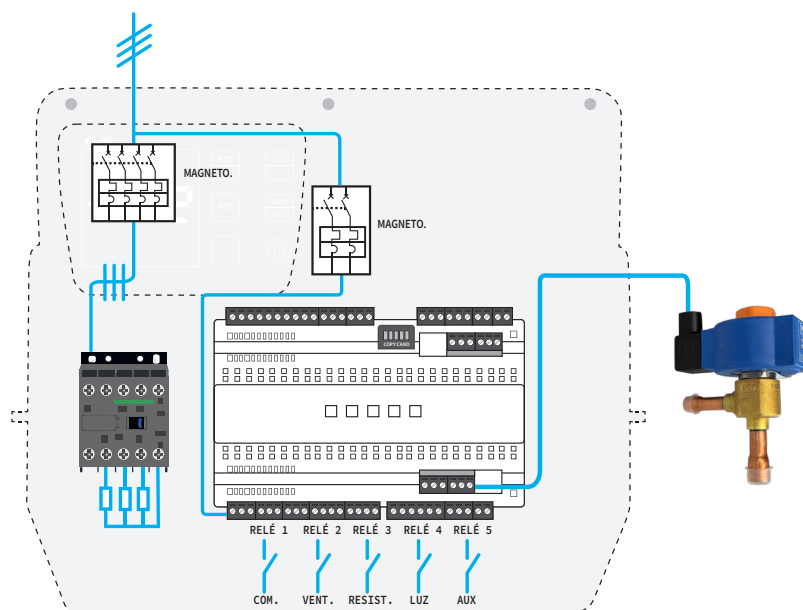 MAGNETO.
MAGNETO.
COPY CARD
RELÉ 1 RELÉ 2 RELÉ 3 RELÉ 4 RELÉ 5
COM. VENT. RESIST. LUZ AUX